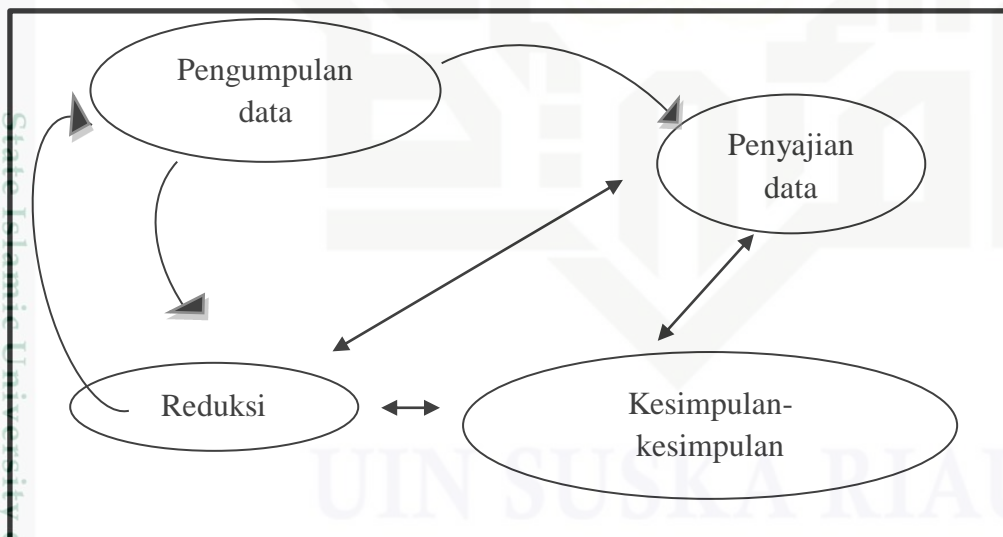 Pengumpulan
data
Penyajian
data
Reduksi
Kesimpulan-
kesimpulan
State Islamic University
UIN SUSKA RIAU